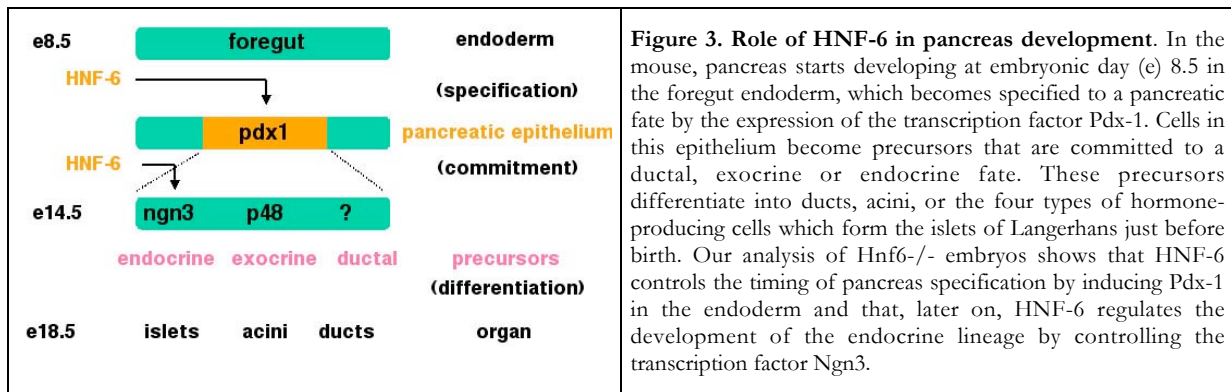 e8.5 foregut endoderm
HNF-6
(specification)
pdx1 pancreatic epithelium
HNF-6
(commitment)
e14.5 ngn3 p48 ?
endocrine exocrine ductal precursors
(differentiation)
e18.5 islets acini ducts organ
Figure 3. Role of HNF-6 in pancreas development. In the
mouse, pancreas starts developing at embryonic day (e) 8.5 in
the foregut endoderm, which becomes specified to a pancreatic
fate by the expression of the transcription factor Pdx-1. Cells in
this epithelium become precursors that are committed to a
ductal, exocrine or endocrine fate. These precursors
differentiate into ducts, acini, or the four types of hormone-
producing cells which form the islets of Langerhans just before
birth. Our analysis of Hnf6-/- embryos shows that HNF-6
controls the timing of pancreas specification by inducing Pdx-1
in the endoderm and that, later on, HNF-6 regulates the
development of the endocrine lineage by controlling the
transcription factor Ngn3.